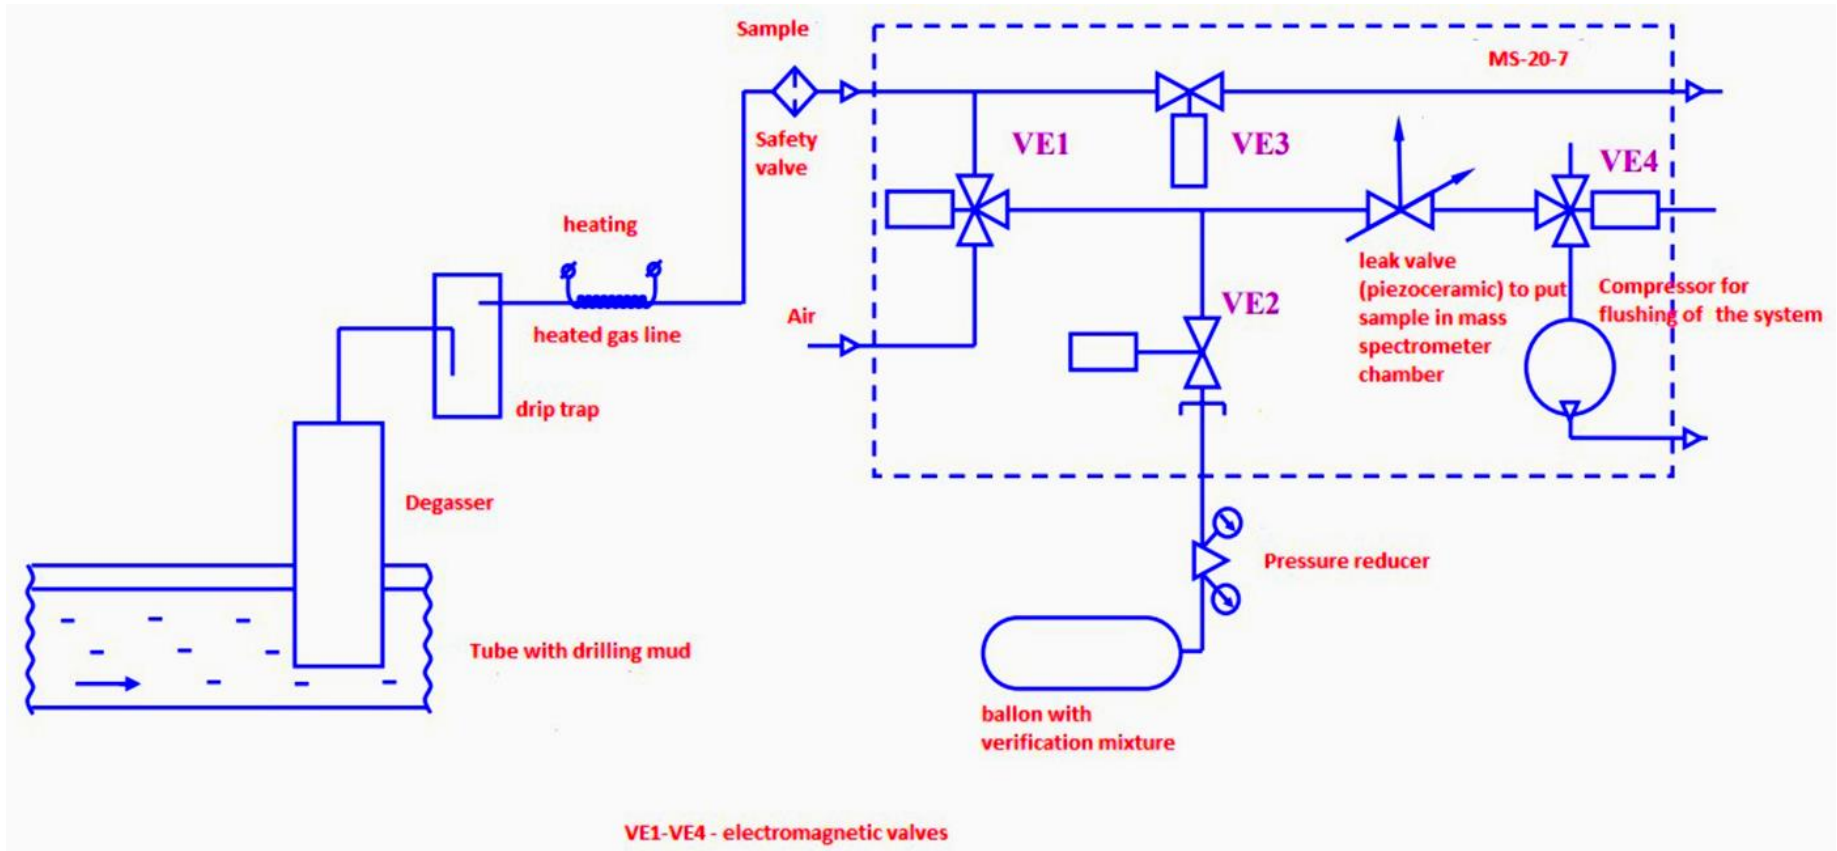 Sample
MS-20-7
Safety
valve
VE1
VE3
VE4
heating
leak valve
(piezoceramic) to put
sample in mass
spectrometer
chamber
Compressor for
flushing of the system
Air
VE2
heated gas line
drip trap
Degasser
Pressure reducer
Tube with drilling mud
ballon with
verification mixture
VE1-VE4 - electromagnetic valves